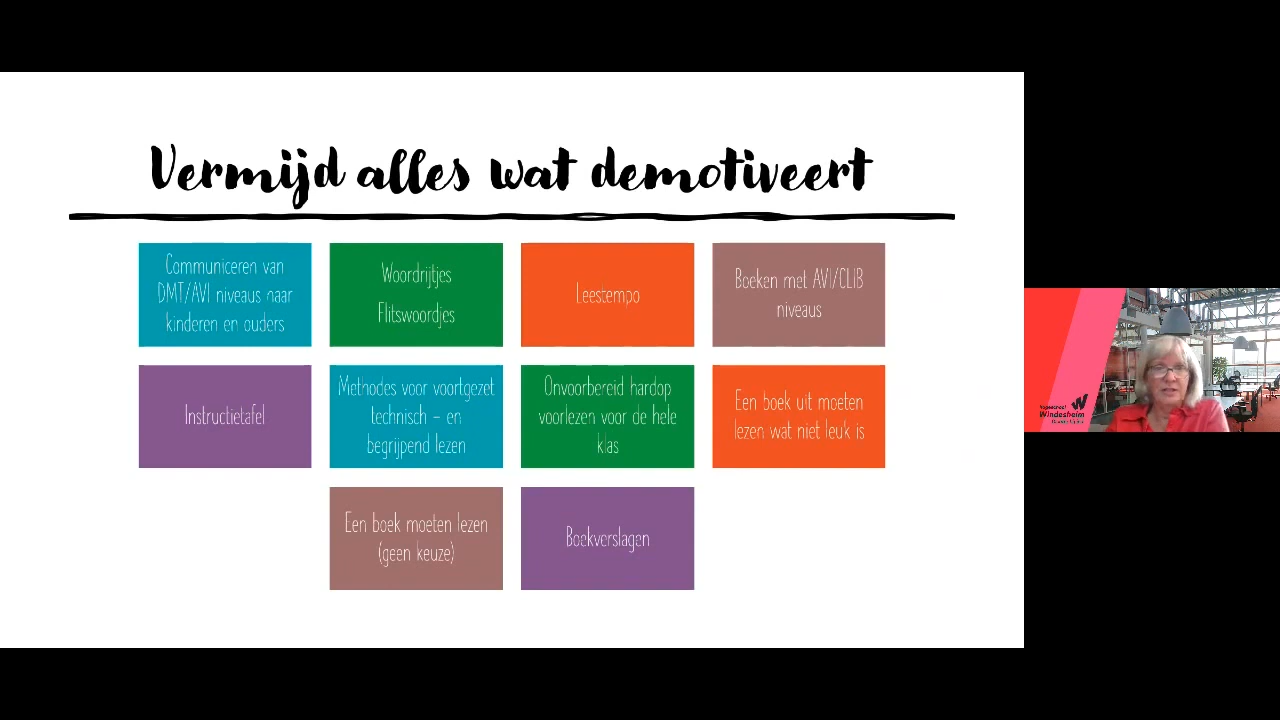 Vermijd alles wat demotiveert
Communiceren van
DMT/AVI niveaus naar
kinderen en ouders
Woordrijtjes
Flitswoordjes
Leestempo
Boeken met AVI/CLIB
niveaus
Instructietafel
Methodes voor voortgezet
technisch - en
begrijpend lezen
Onvoorbereid hardop
voorlezen voor de hele
klas
Een boek uit moeten
lezen wat niet leuk is
Een boek moeten lezen
(geen keuze)
Boekverslagen
Hogeschool
Windesheim